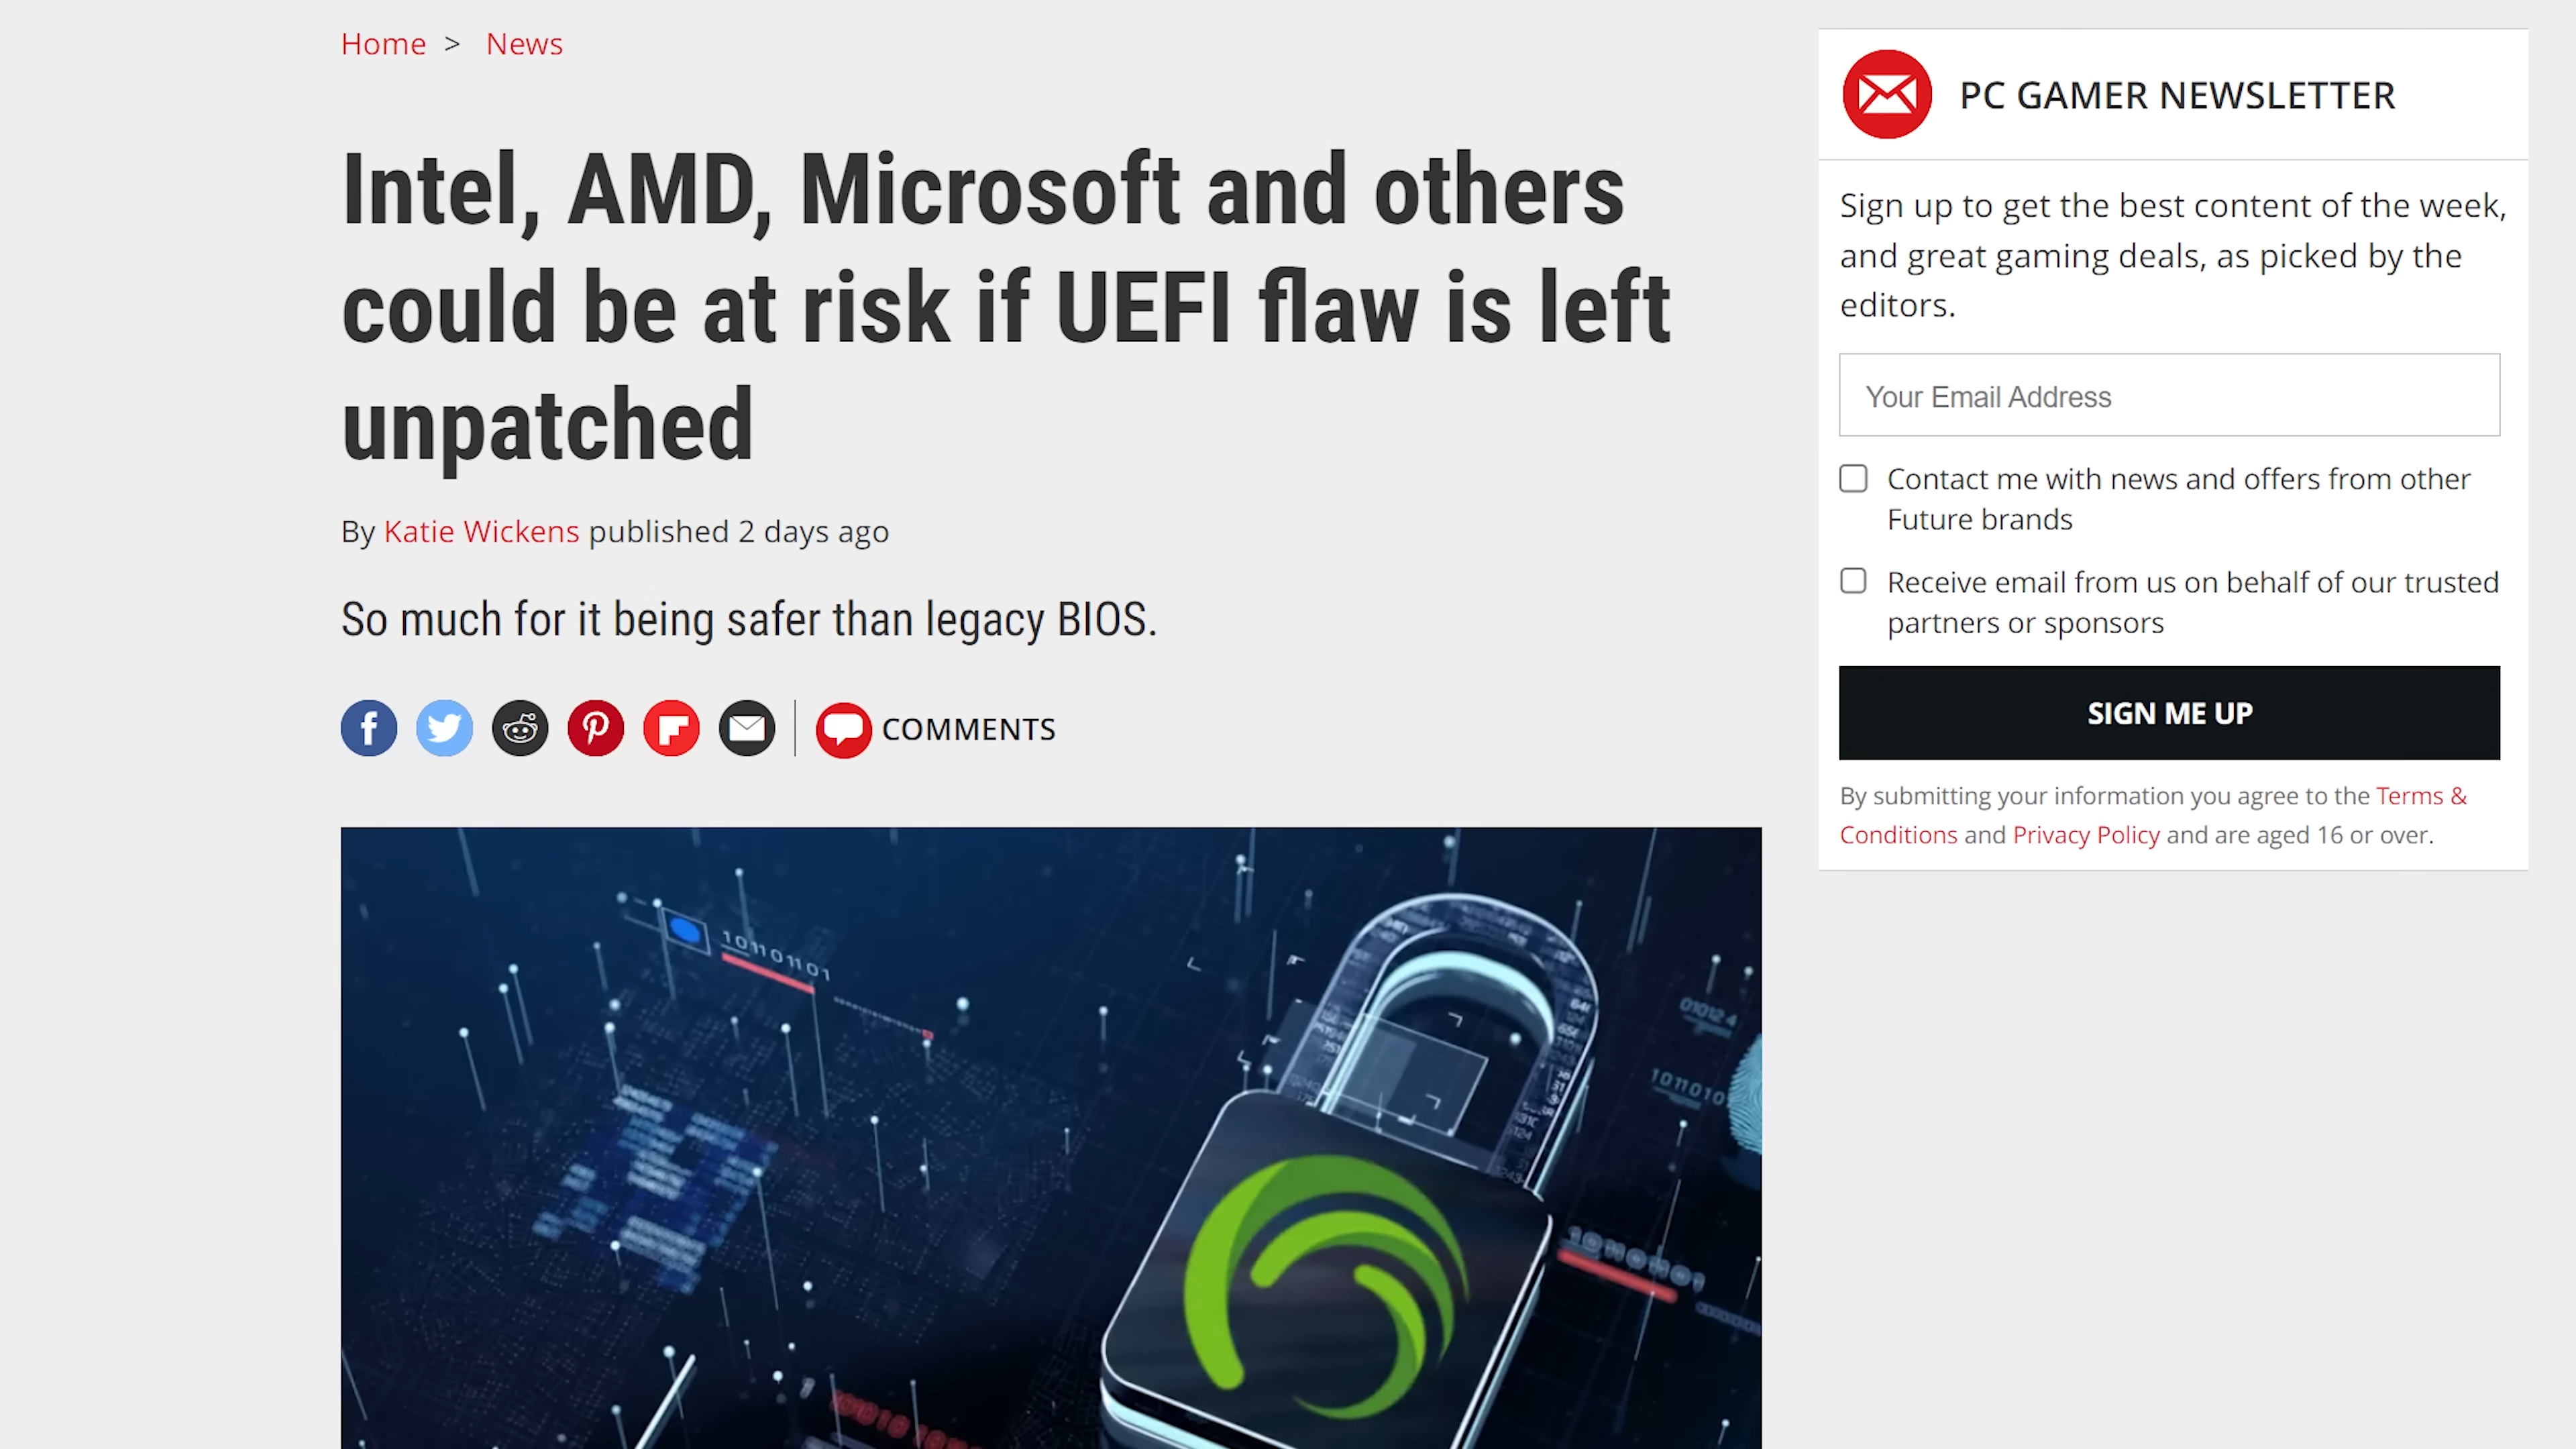 Home > News
Intel, AMD, Microsoft and others
could be at risk if UEFI flaw is left
unpatched
By Katie Wickens published 2 days ago
So much for it being safer than legacy BIOS.
COMMENTS
101101101
1011010
PC GAMER NEWSLETTER
Sign up to get the best content of the week,
and great gaming deals, as picked by the
editors.
Your Email Address
Contact me with news and offers from other
Future brands
Receive email from us on behalf of our trusted
partners or sponsors
SIGN ME UP
By submitting your information you agree to the Terms &
Conditions and Privacy Policy and are aged 16 or over.